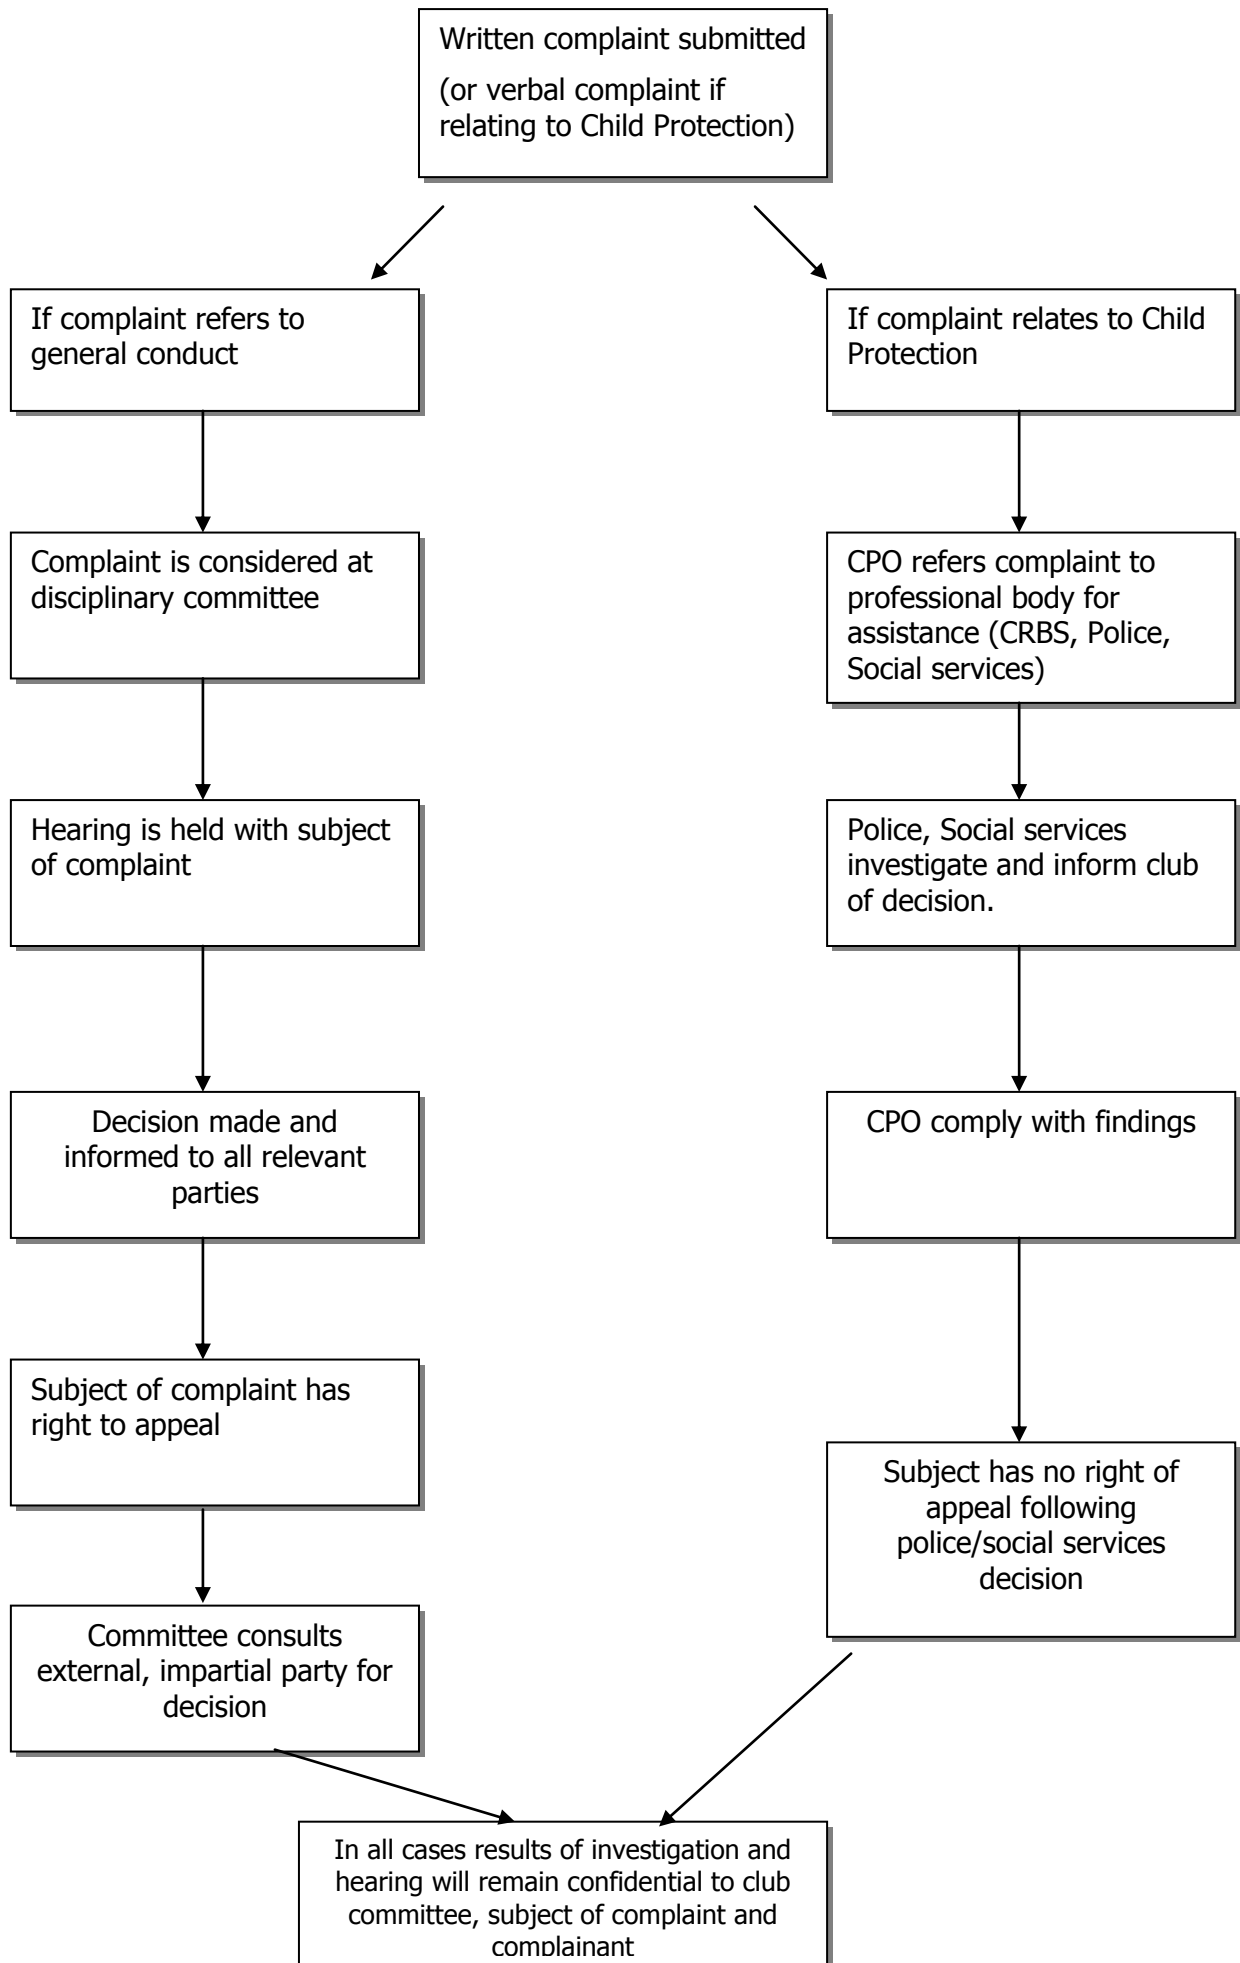 Written complaint submitted
(or verbal complaint if
relating to Child Protection)
If complaint refers to
general conduct
If complaint relates to Child
Protection
Complaint is considered at
disciplinary committee
CPO refers complaint to
professional body for
assistance (CRBS, Police,
Social services)
Hearing is held with subject
of complaint
Police, Social services
investigate and inform club
of decision.
Decision made and
informed to all relevant
parties
CPO comply with findings
Subject of complaint has
right to appeal
Subject has no right of
appeal following
police/social services
decision
Committee consults
external, impartial party for
decision
In all cases results of investigation and
hearing will remain confidential to club
committee, subject of complaint and
complainant